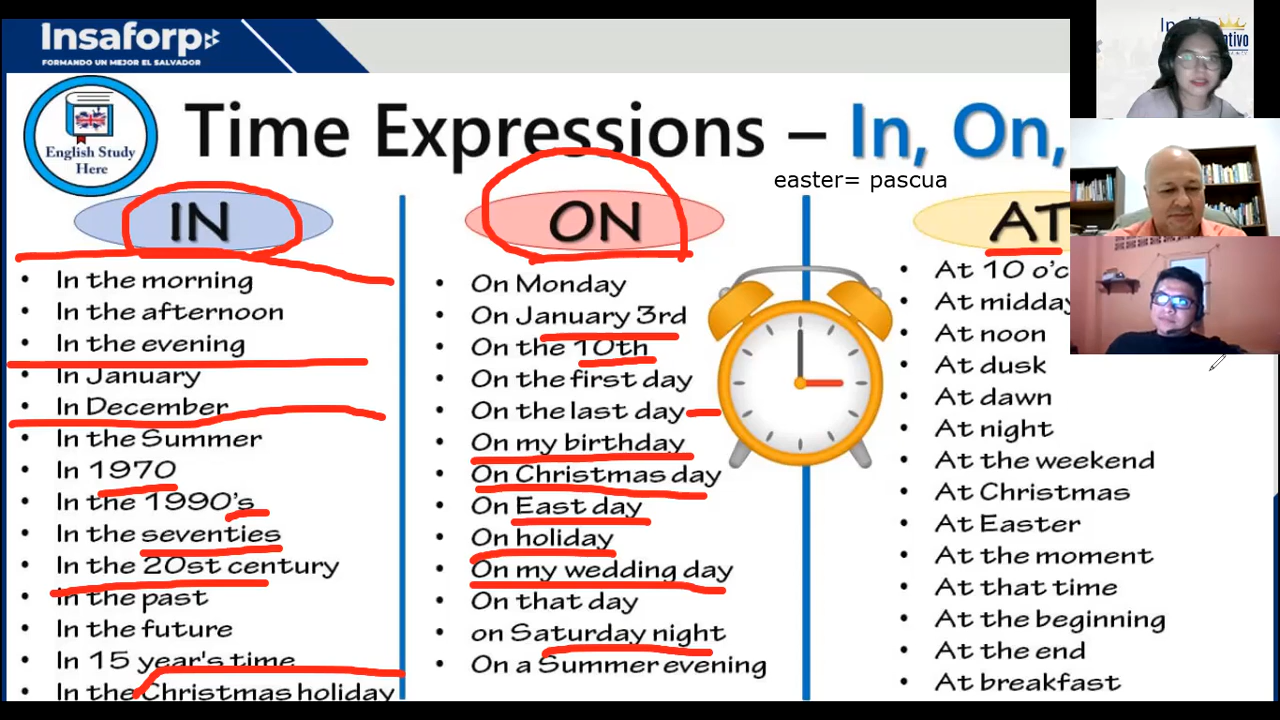 Insaforp
FORMANDO UN MEJOR EL SALVADOR
English Study
Here
Time Expressions – In, On,
easter= pascua
IN
In the morning
In the afternoon
In the evening
In January
In December
In the Summer
In 1970
In the 1990's
In the seventies
In the 20st century
In the past
In the future
In 15 year's time
In the Christmas holiday
ON
On Monday
On January 3rd
On the 10th
On the first day
On the last day
On my birthday
On Christmas day
On East day
On holiday
On my wedding day
On that day
on Saturday night
On a Summer evening
AT
At 10 o'c
At midday
At noon
At dusk
At dawn
At night
At the weekend
At Christmas
At Easter
At the moment
At that time
At the beginning
At the end
At breakfast